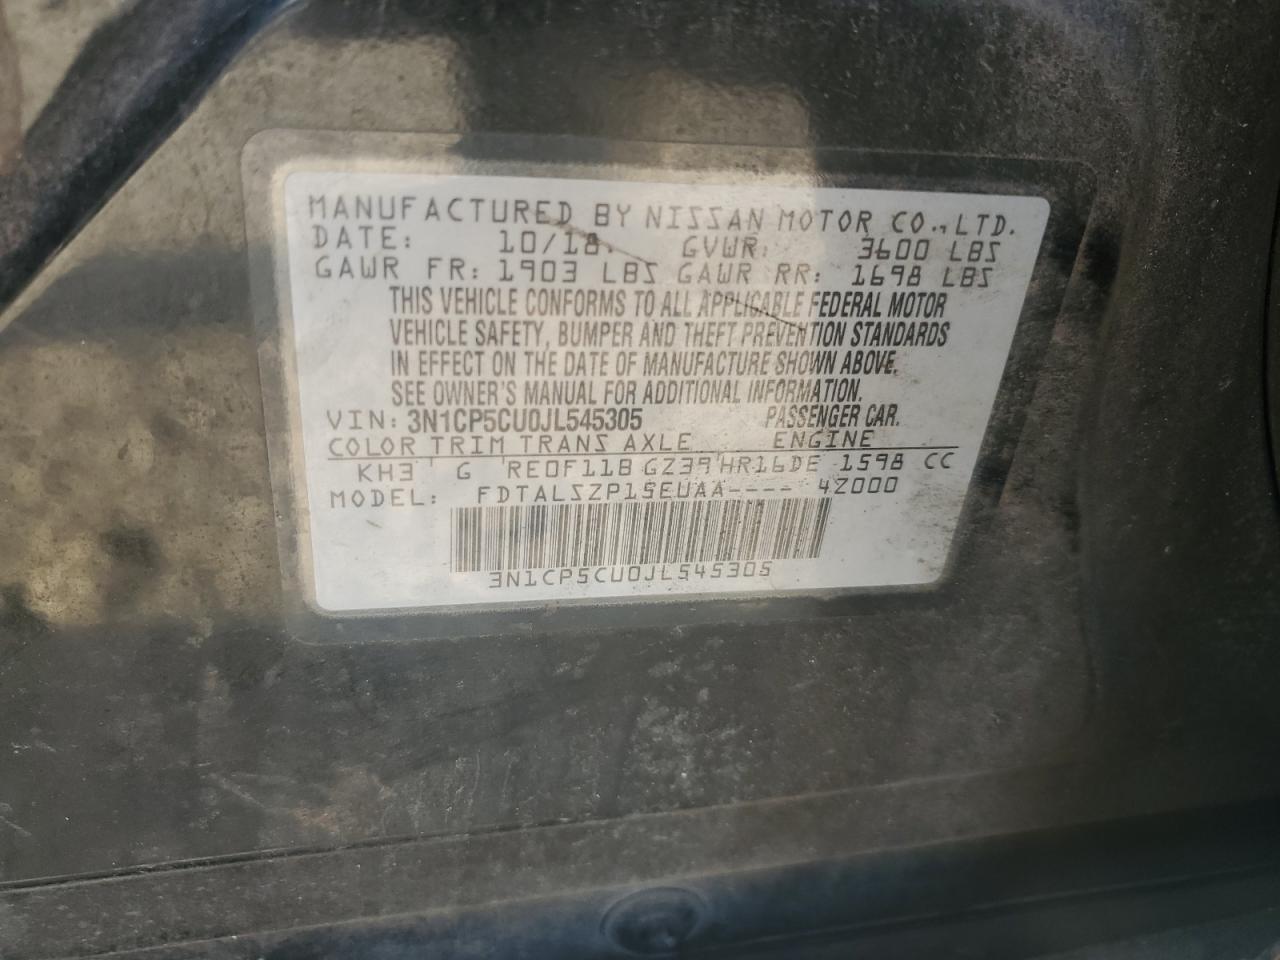 MANUFACTURED BY NISSAN MOTOR CO., LTD.
DATE: 10/18. GVWR: 3600 LBS
GAWR FR: 1903 LBS GAWR RR: 1698 LBS
THIS VEHICLE CONFORMS TO ALL APPLICABLE FEDERAL MOTOR
VEHICLE SAFETY, BUMPER AND THEFT PREVENTION STANDARDS
IN EFFECT ON THE DATE OF MANUFACTURE SHOWN ABOVE.
SEE OWNER'S MANUAL FOR ADDITIONAL INFORMATION.
VIN: 3N1CP5CU0JL545305 PASSENGER CAR.
COLOR TRIM TRANS AXLE ENGINE
KH3 G RE0F11B GZ39 HR16DE 1598 CC
MODEL: FDTALSZP15EUAA---- 4Z000
3N1CP5CU0JL545305